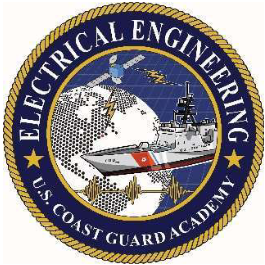 ELECTRICAL ENGINEERING
U.S. COAST GUARD ACADEMY